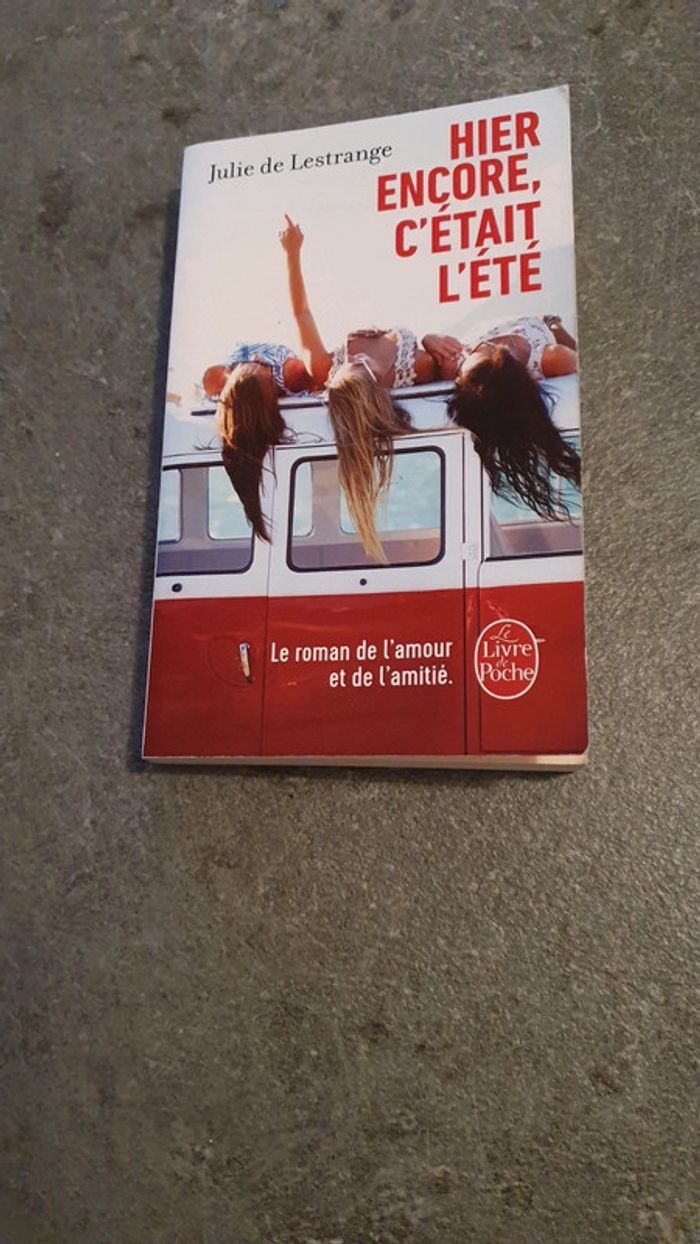 Julie de Lestrange
HIER
ENCORE,
C'ÉTAIT
L'ÉTÉ
Le roman de l'amour
et de l'amitié.
Le
Livre
de
Poche